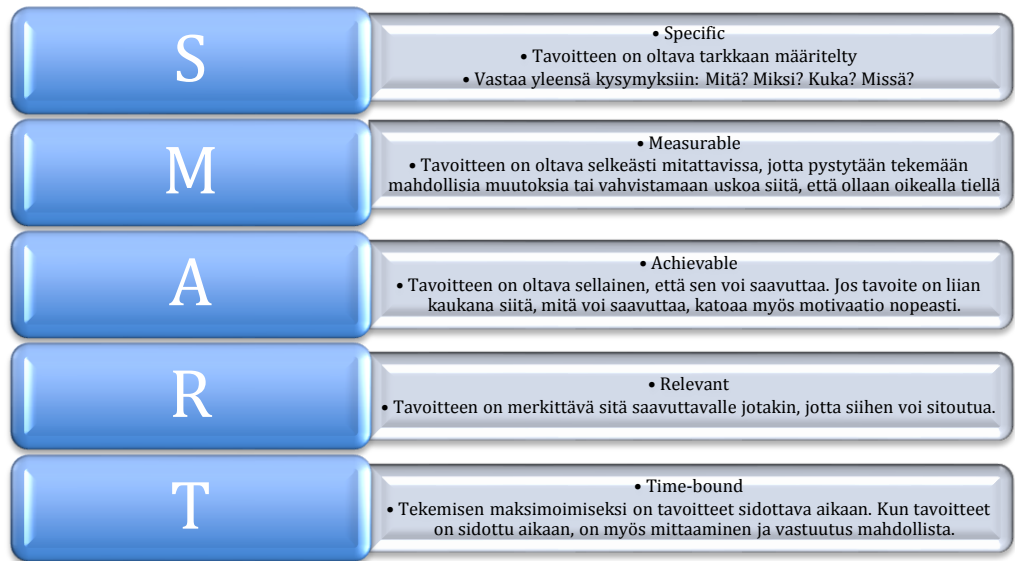 S
• Specific
• Tavoitteen on oltava tarkkaan määritelty
• Vastaa yleensä kysymyksiin: Mitä? Miksi? Kuka? Missä?
M
• Measurable
• Tavoitteen on oltava selkeästi mitattavissa, jotta pystytään tekemään
mahdollisia muutoksia tai vahvistamaan uskoa siitä, että ollaan oikealla tiellä
A
• Achievable
• Tavoitteen on oltava sellainen, että sen voi saavuttaa. Jos tavoite on liian
kaukana siitä, mitä voi saavuttaa, katoaa myös motivaatio nopeasti.
R
• Relevant
• Tavoitteen on merkittävä sitä saavuttavalle jotakin, jotta siihen voi sitoutua.
T
• Time-bound
• Tekemisen maksimoimiseksi on tavoitteet sidottava aikaan. Kun tavoitteet
on sidottu aikaan, on myös mittaaminen ja vastuutus mahdollista.